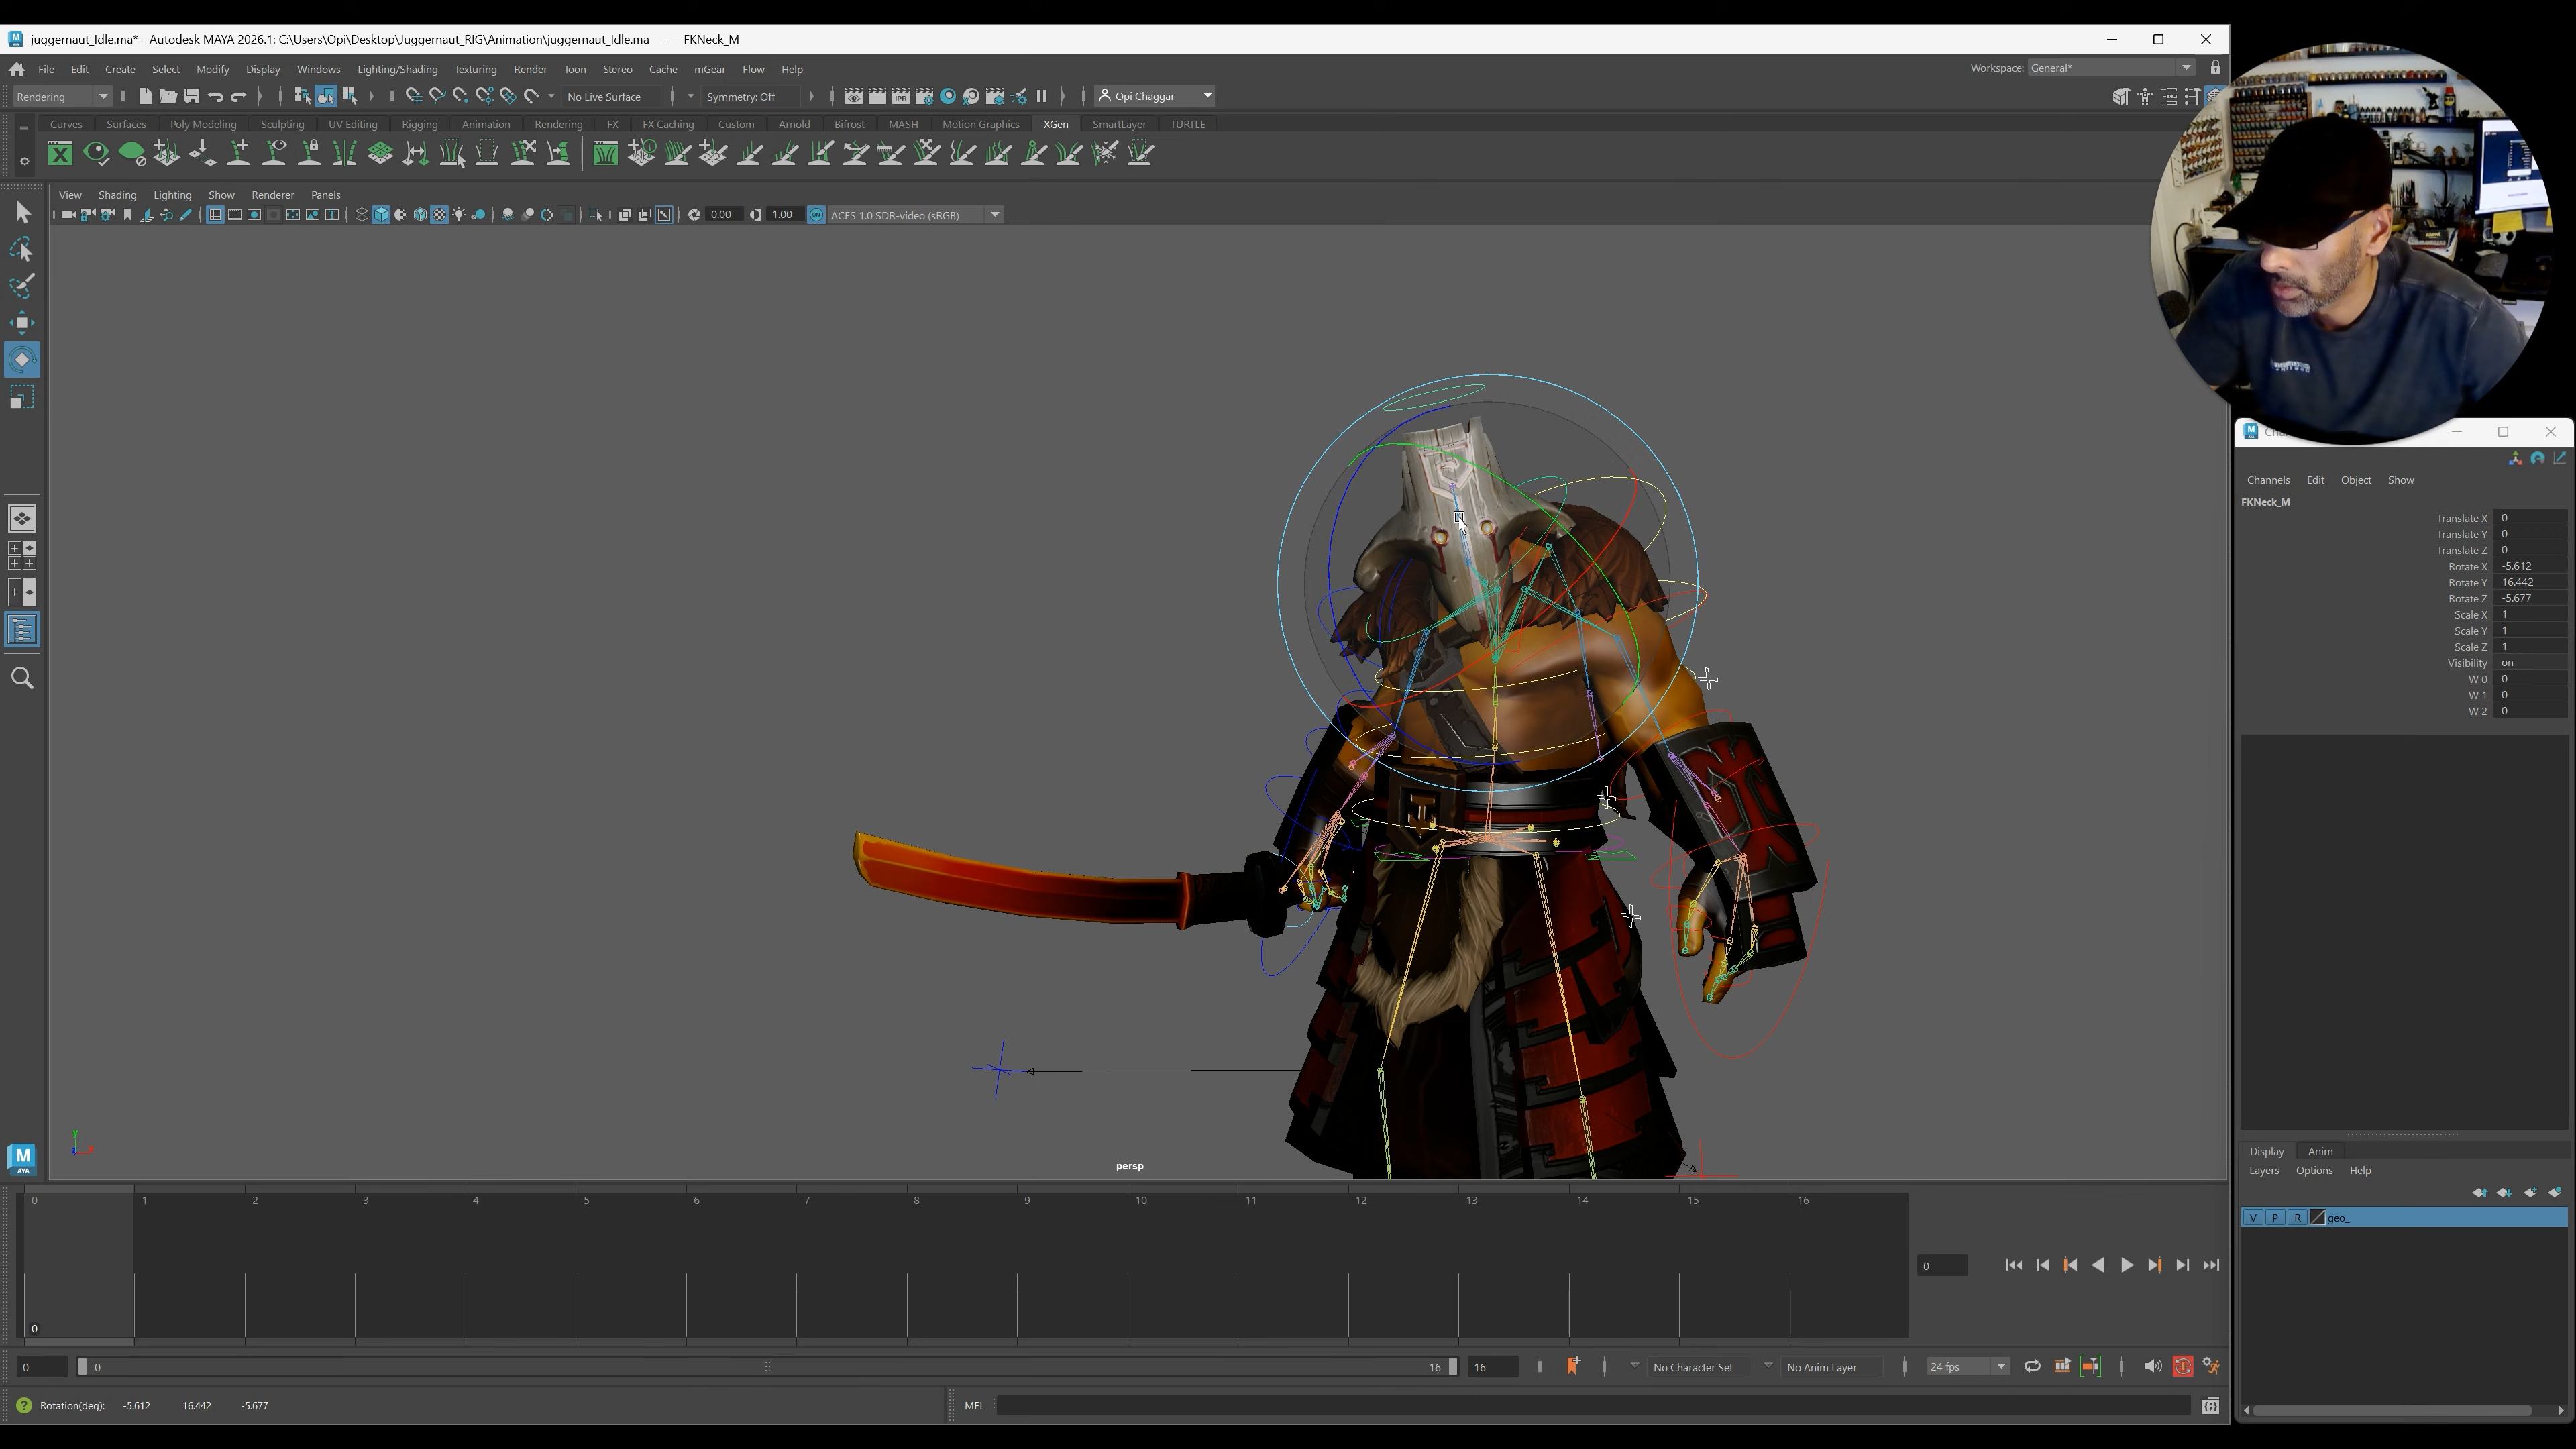 juggernaut_Idle.ma* - Autodesk MAYA 2026.1: C:\Users\Opi\Desktop\Juggernaut_RIG\Animation\juggernaut_Idle.ma --- FKNeck_M
File Edit Create Select Modify Display Windows Lighting/Shading Texturing Render Toon Stereo Cache mGear Flow Help
Workspace: General*
Rendering
No Live Surface
Symmetry: Off
IPR
Opi Chaggar
Curves Surfaces Poly Modeling Sculpting UV Editing Rigging Animation Rendering FX FX Caching Custom Arnold Bifrost MASH Motion Graphics XGen SmartLayer TURTLE
View Shading Lighting Show Renderer Panels
0.00
1.00
ON
ACES 1.0 SDR-video (sRGB)
Channels Edit Object Show
FKNeck_M
Translate X 0
Translate Y 0
Translate Z 0
Rotate X -5.612
Rotate Y 16.442
Rotate Z -5.677
Scale X 1
Scale Y 1
Scale Z 1
Visibility on
W 0 0
W 1 0
W 2 0
persp
M
AYA
Display Anim
Layers Options Help
V P R geo_
0 1 2 3 4 5 6 7 8 9 10 11 12 13 14 15 16
0
0
0
0
16
16
No Character Set
No Anim Layer
24 fps
Rotation(deg): -5.612 16.442 -5.677
MEL